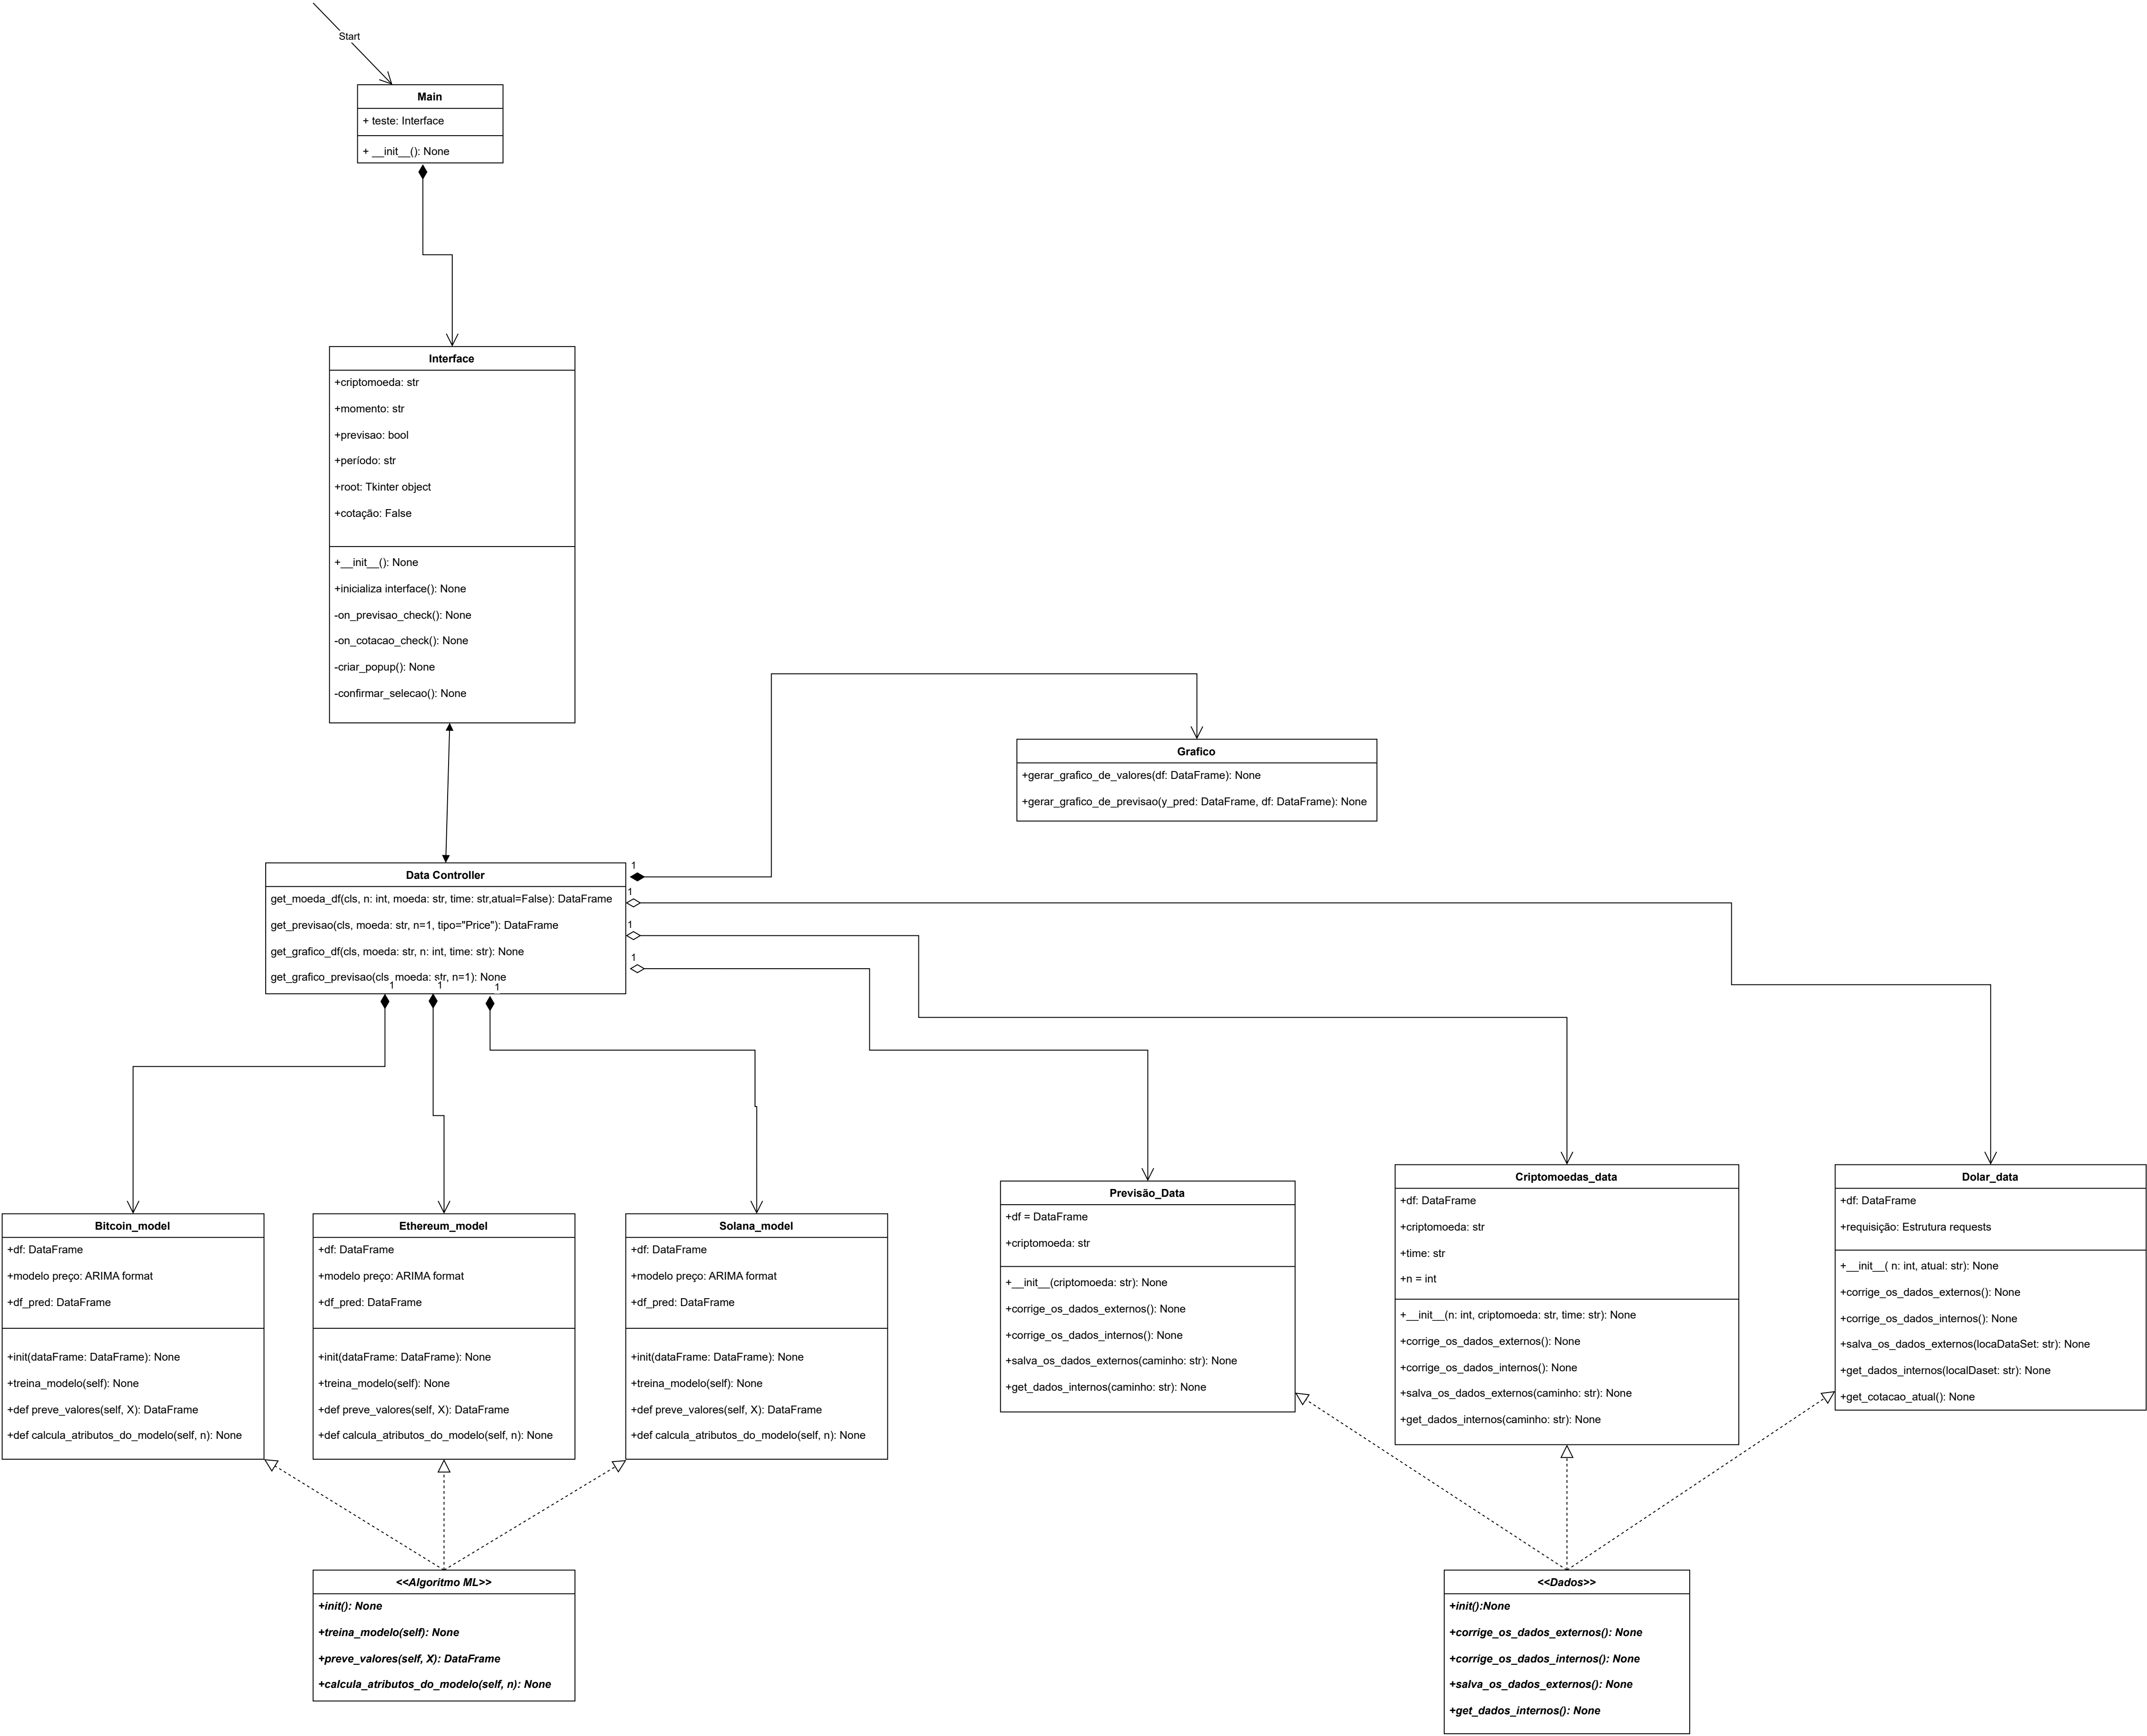 Start
Main
+ teste: Interface
+ __init__(): None
Interface
+criptomoeda: str
+momento: str
+previsao: bool
+período: str
+root: Tkinter object
+cotação: False
+__init__(): None
+inicializa interface(): None
-on_previsao_check(): None
-on_cotacao_check(): None
-criar_popup(): None
-confirmar_selecao(): None
Grafico
+gerar_grafico_de_valores(df: DataFrame): None
+gerar_grafico_de_previsao(y_pred: DataFrame, df: DataFrame): None
Data Controller
get_moeda_df(cls, n: int, moeda: str, time: str,atual=False): DataFrame
get_previsao(cls, moeda: str, n=1, tipo="Price"): DataFrame
get_grafico_df(cls, moeda: str, n: int, time: str): None
get_grafico_previsao(cls, moeda: str, n=1): None
1
1
1
1
1
1
1
Bitcoin_model
+df: DataFrame
+modelo preço: ARIMA format
+df_pred: DataFrame
+init(dataFrame: DataFrame): None
+treina_modelo(self): None
+def preve_valores(self, X): DataFrame
+def calcula_atributos_do_modelo(self, n): None
Ethereum_model
+df: DataFrame
+modelo preço: ARIMA format
+df_pred: DataFrame
+init(dataFrame: DataFrame): None
+treina_modelo(self): None
+def preve_valores(self, X): DataFrame
+def calcula_atributos_do_modelo(self, n): None
Solana_model
+df: DataFrame
+modelo preço: ARIMA format
+df_pred: DataFrame
+init(dataFrame: DataFrame): None
+treina_modelo(self): None
+def preve_valores(self, X): DataFrame
+def calcula_atributos_do_modelo(self, n): None
Previsão_Data
+df = DataFrame
+criptomoeda: str
+__init__(criptomoeda: str): None
+corrige_os_dados_externos(): None
+corrige_os_dados_internos(): None
+salva_os_dados_externos(caminho: str): None
+get_dados_internos(caminho: str): None
Criptomoedas_data
+df: DataFrame
+criptomoeda: str
+time: str
+n = int
+__init__(n: int, criptomoeda: str, time: str): None
+corrige_os_dados_externos(): None
+corrige_os_dados_internos(): None
+salva_os_dados_externos(caminho: str): None
+get_dados_internos(caminho: str): None
Dolar_data
+df: DataFrame
+requisição: Estrutura requests
+__init__( n: int, atual: str): None
+corrige_os_dados_externos(): None
+corrige_os_dados_internos(): None
+salva_os_dados_externos(locaDataSet: str): None
+get_dados_internos(localDaset: str): None
+get_cotacao_atual(): None
<<Algoritmo ML>>
+init(): None
+treina_modelo(self): None
+preve_valores(self, X): DataFrame
+calcula_atributos_do_modelo(self, n): None
<<Dados>>
+init():None
+corrige_os_dados_externos(): None
+corrige_os_dados_internos(): None
+salva_os_dados_externos(): None
+get_dados_internos(): None